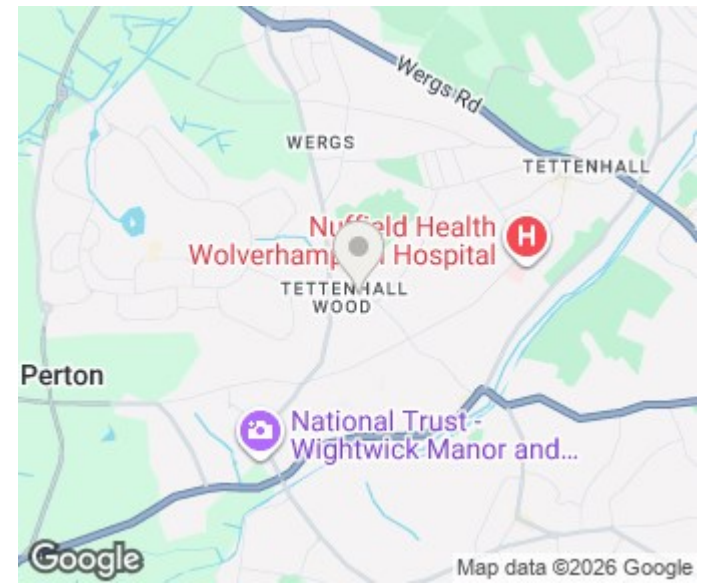 Wergs Rd
WERGS
TETTENHALL
Nuffield Health
Wolverhampton Hospital
H
TETTENHALL
WOOD
Perton
National Trust -
Wightwick Manor and...
Google
Map data ©2026 Google